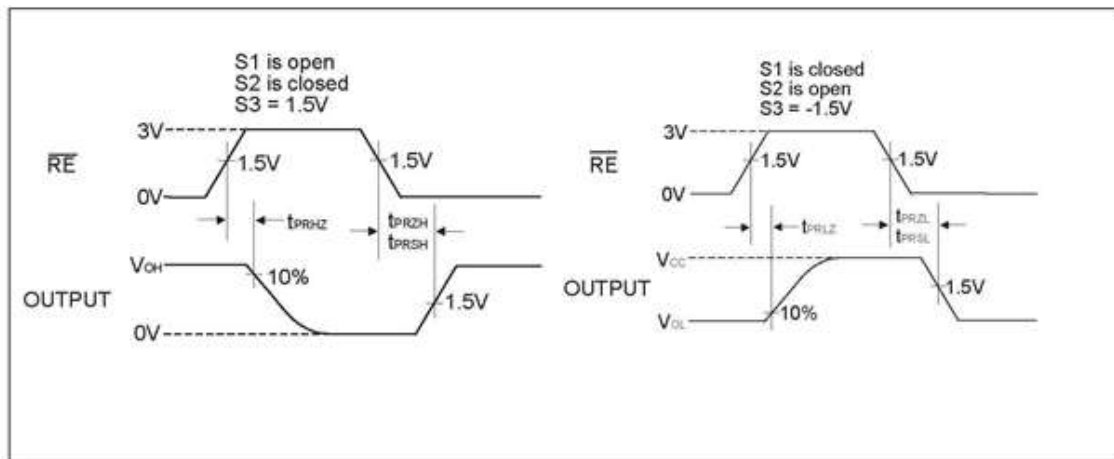 S1 is open
S2 is closed
S3 = 1.5V
3V
RE
1.5V
1.5V
0V
tPRHZ
tPRZH
tPRSH
VOH
10%
OUTPUT
1.5V
0V
S1 is closed
S2 is open
S3 = -1.5V
3V
RE
1.5V
1.5V
0V
tPRLZ
tPRZL
tPRSL
VCC
OUTPUT
1.5V
VOL
10%